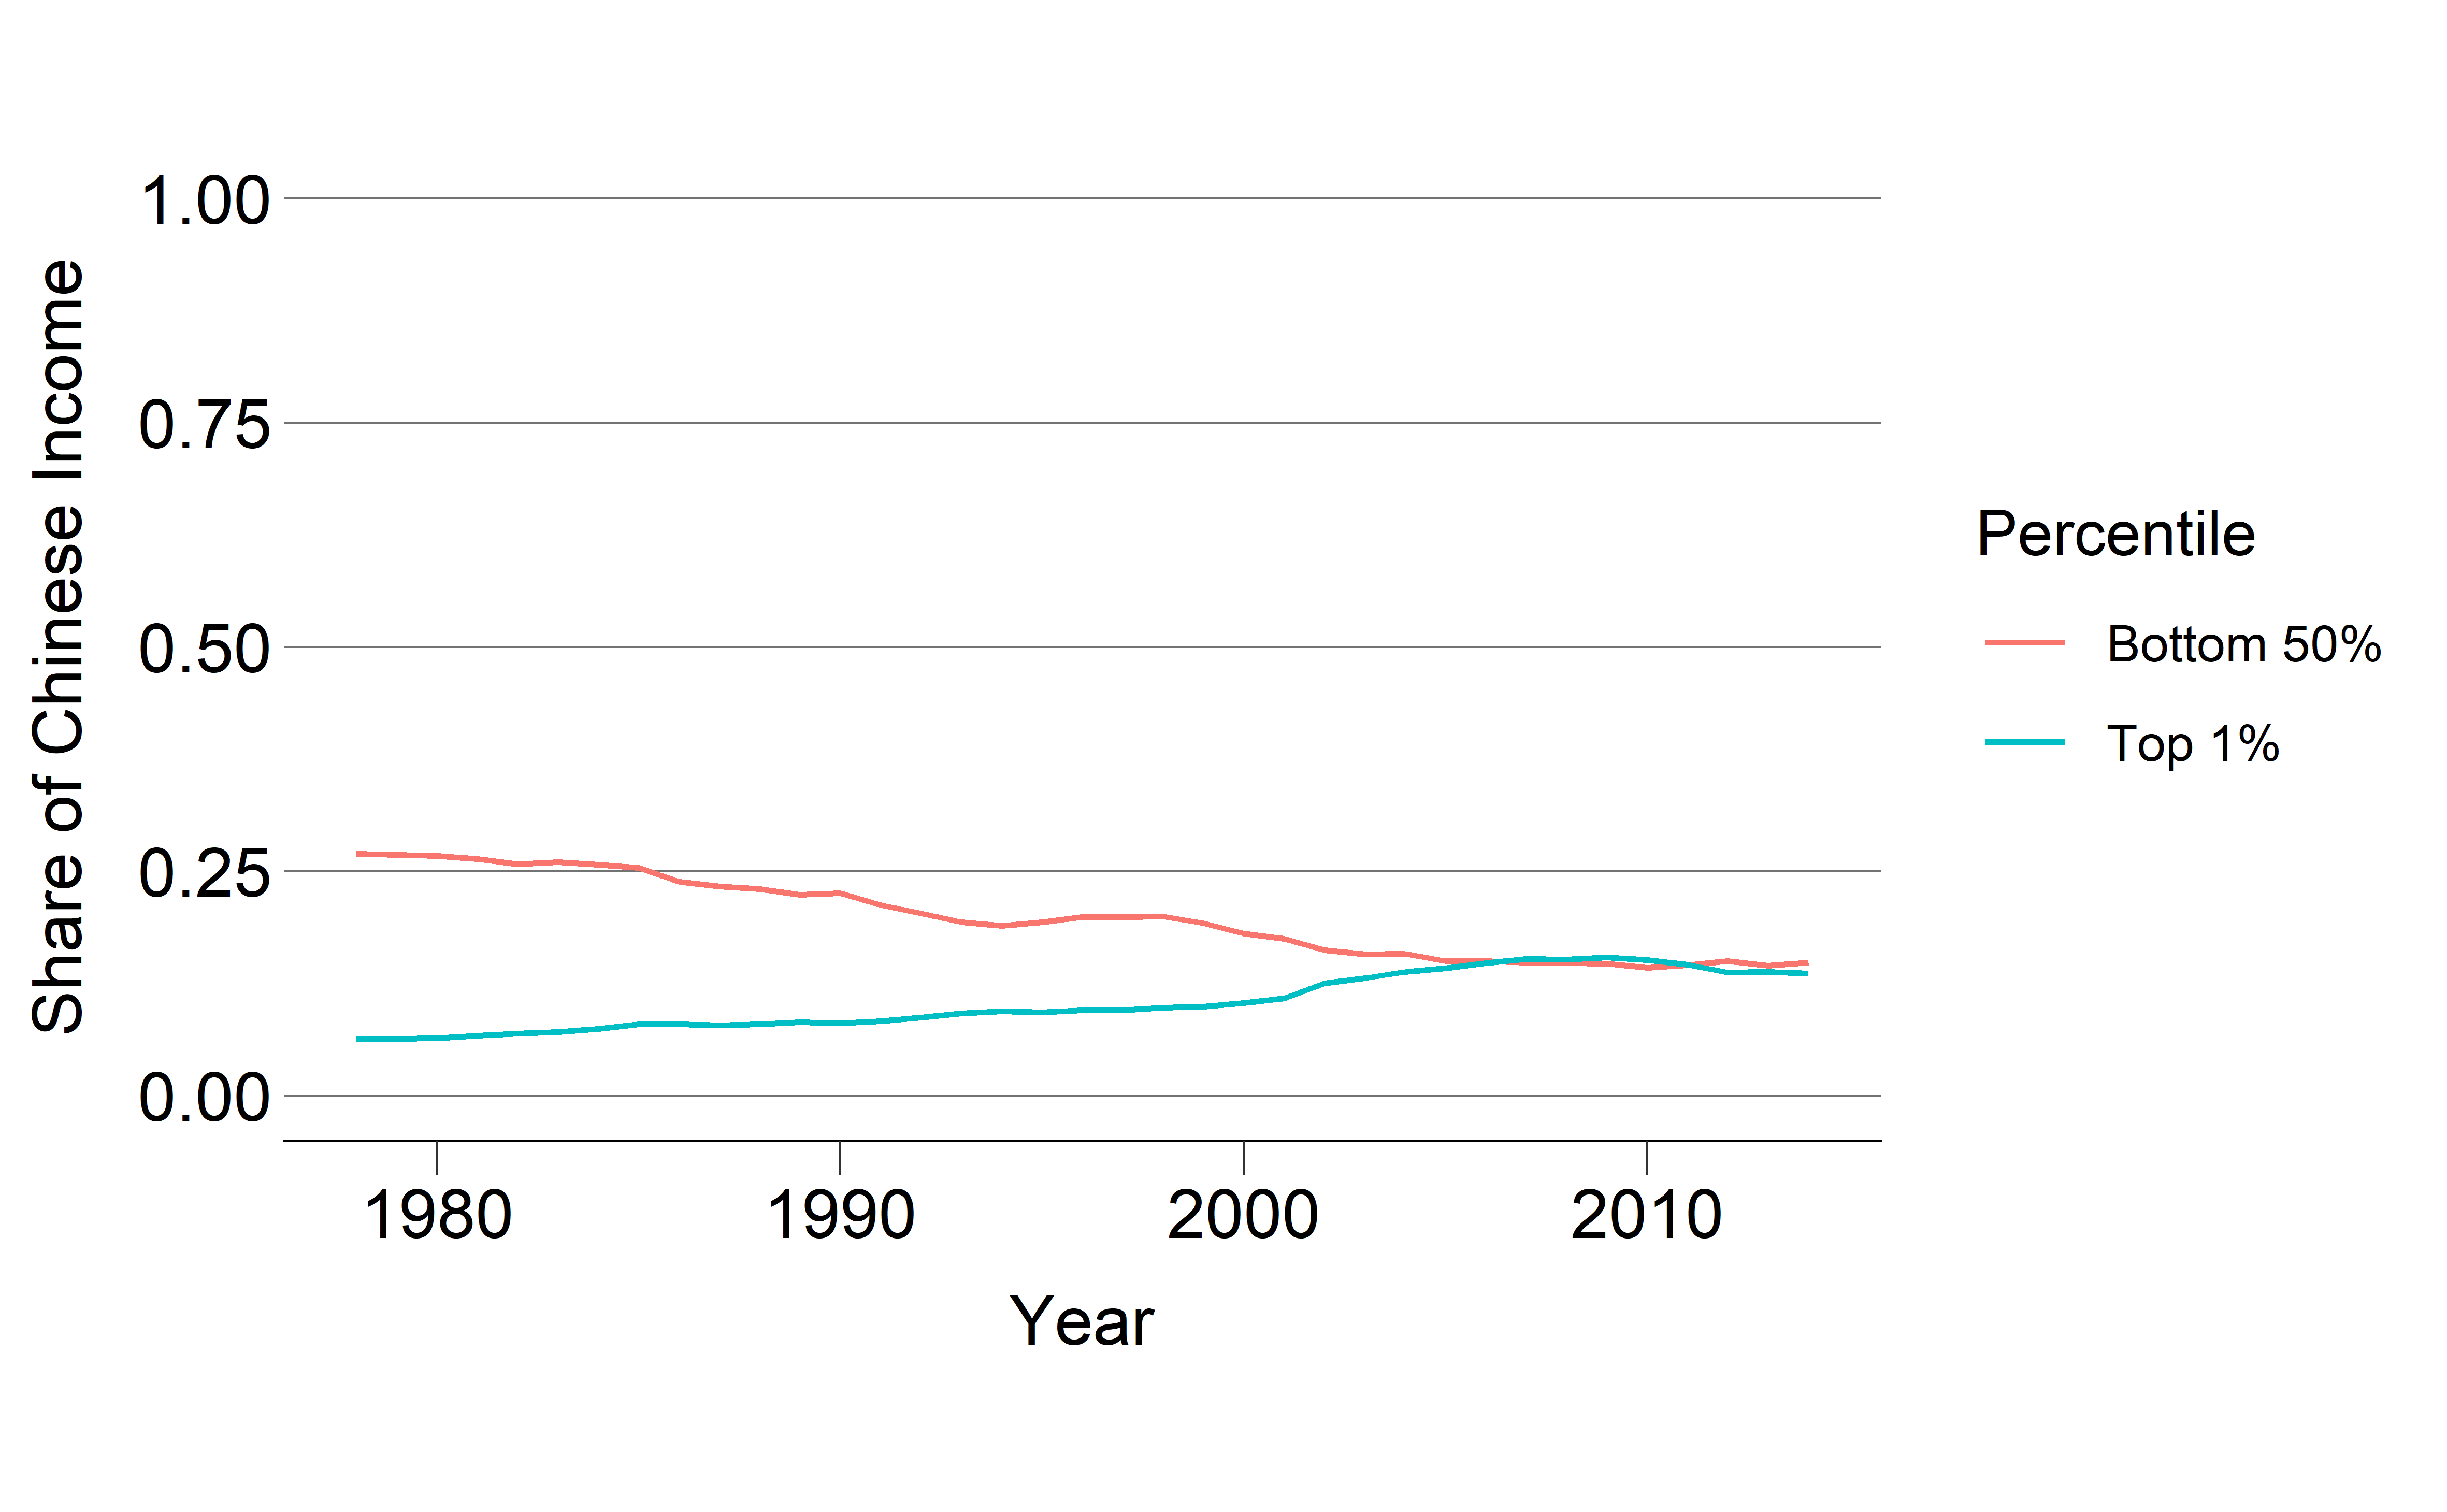 Share of Chinese Income
1.00
0.75
0.50
0.25
0.00
1980
1990
2000
2010
Year
Percentile
Bottom 50%
Top 1%